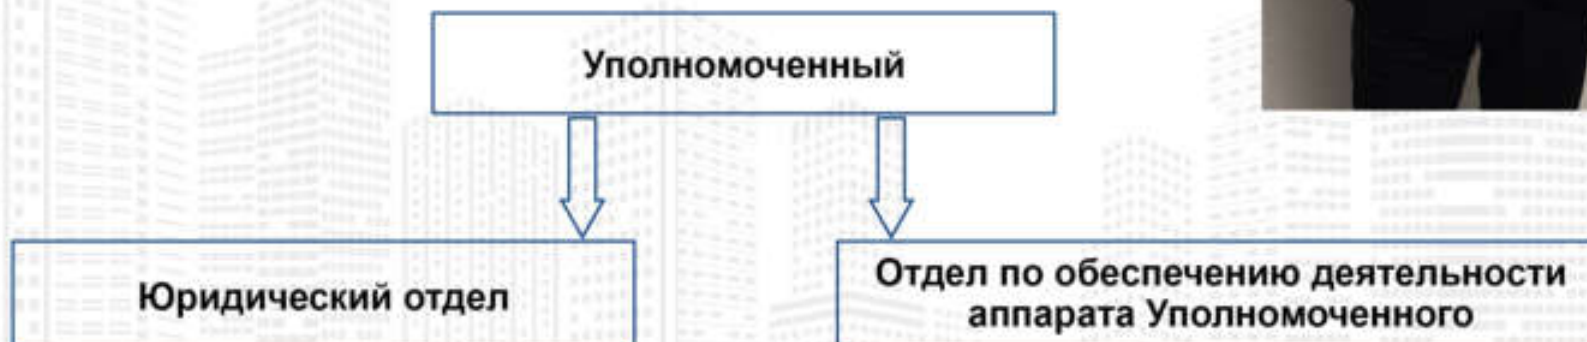 Уполномоченный
Юридический отдел
Отдел по обеспечению деятельности
аппарата Уполномоченного